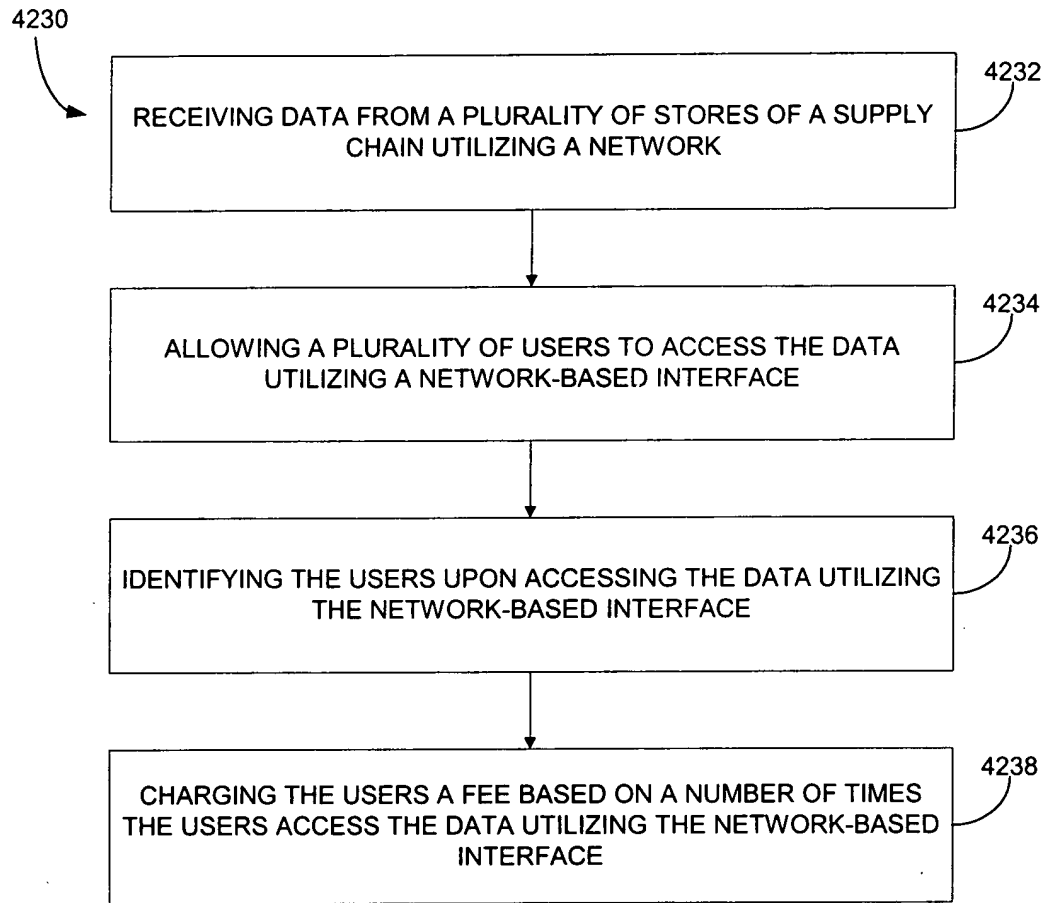 4230
4232
RECEIVING DATA FROM A PLURALITY OF STORES OF A SUPPLY
CHAIN UTILIZING A NETWORK
4234
ALLOWING A PLURALITY OF USERS TO ACCESS THE DATA
UTILIZING A NETWORK-BASED INTERFACE
4236
IDENTIFYING THE USERS UPON ACCESSING THE DATA UTILIZING
THE NETWORK-BASED INTERFACE
4238
CHARGING THE USERS A FEE BASED ON A NUMBER OF TIMES
THE USERS ACCESS THE DATA UTILIZING THE NETWORK-BASED
INTERFACE